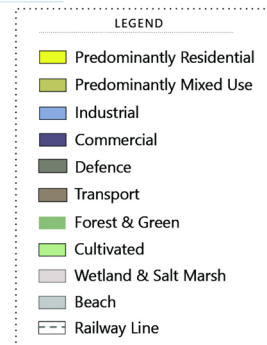 LEGEND
Predominantly Residential
Predominantly Mixed Use
Industrial
Commercial
Defence
Transport
Forest & Green
Cultivated
Wetland & Salt Marsh
Beach
Railway Line